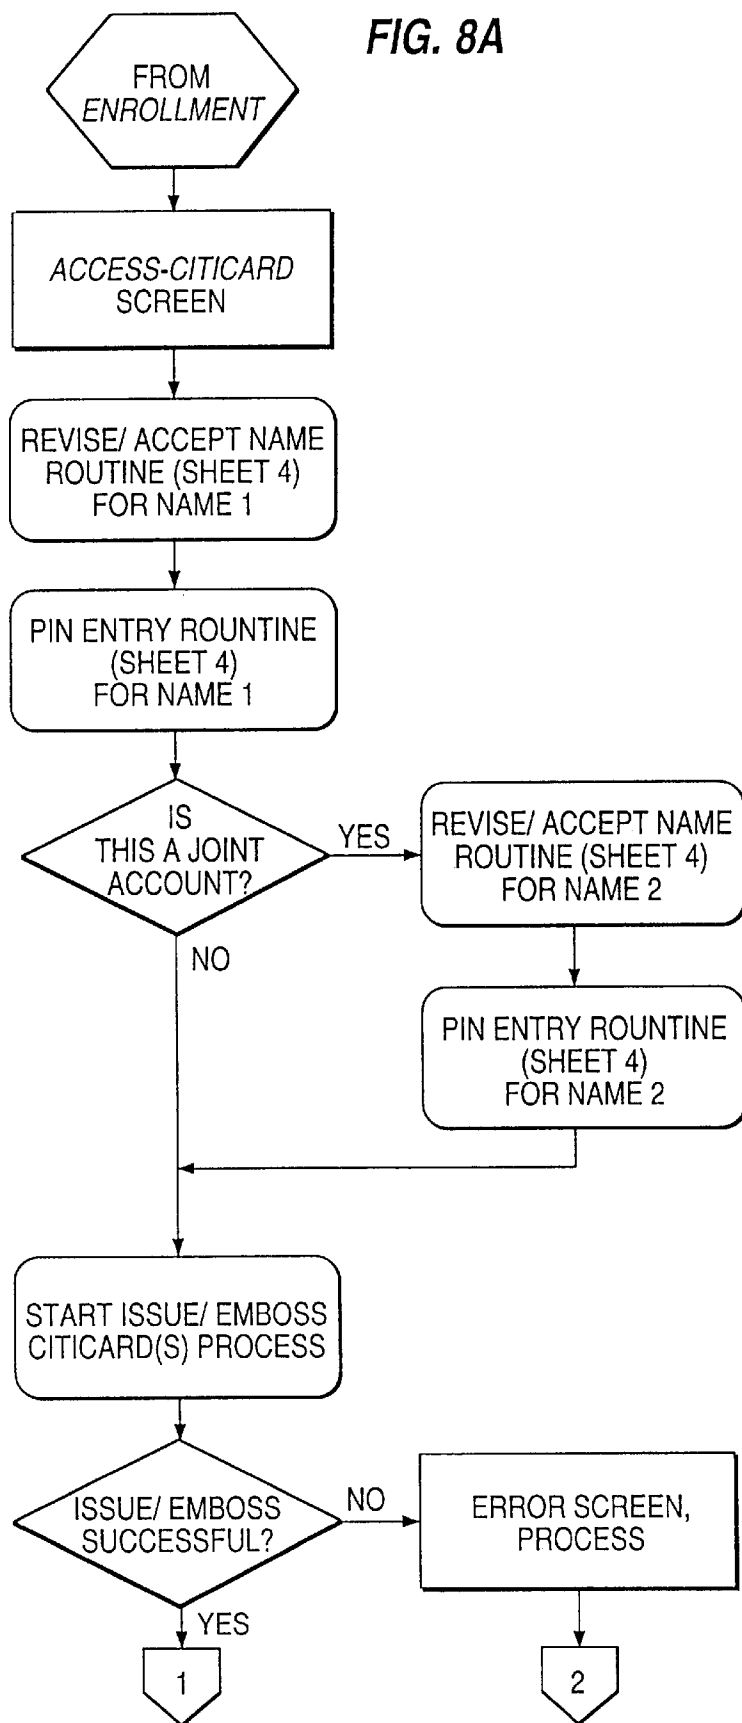 FIG. 8A
FROM
ENROLLMENT
ACCESS-CITICARD
SCREEN
REVISE/ ACCEPT NAME
ROUTINE (SHEET 4)
FOR NAME 1
PIN ENTRY ROUNTINE
(SHEET 4)
FOR NAME 1
IS
THIS A JOINT
ACCOUNT?
YES
REVISE/ ACCEPT NAME
ROUTINE (SHEET 4)
FOR NAME 2
NO
PIN ENTRY ROUNTINE
(SHEET 4)
FOR NAME 2
START ISSUE/ EMBOSS
CITICARD(S) PROCESS
ISSUE/ EMBOSS
SUCCESSFUL?
NO
ERROR SCREEN,
PROCESS
YES
1
2